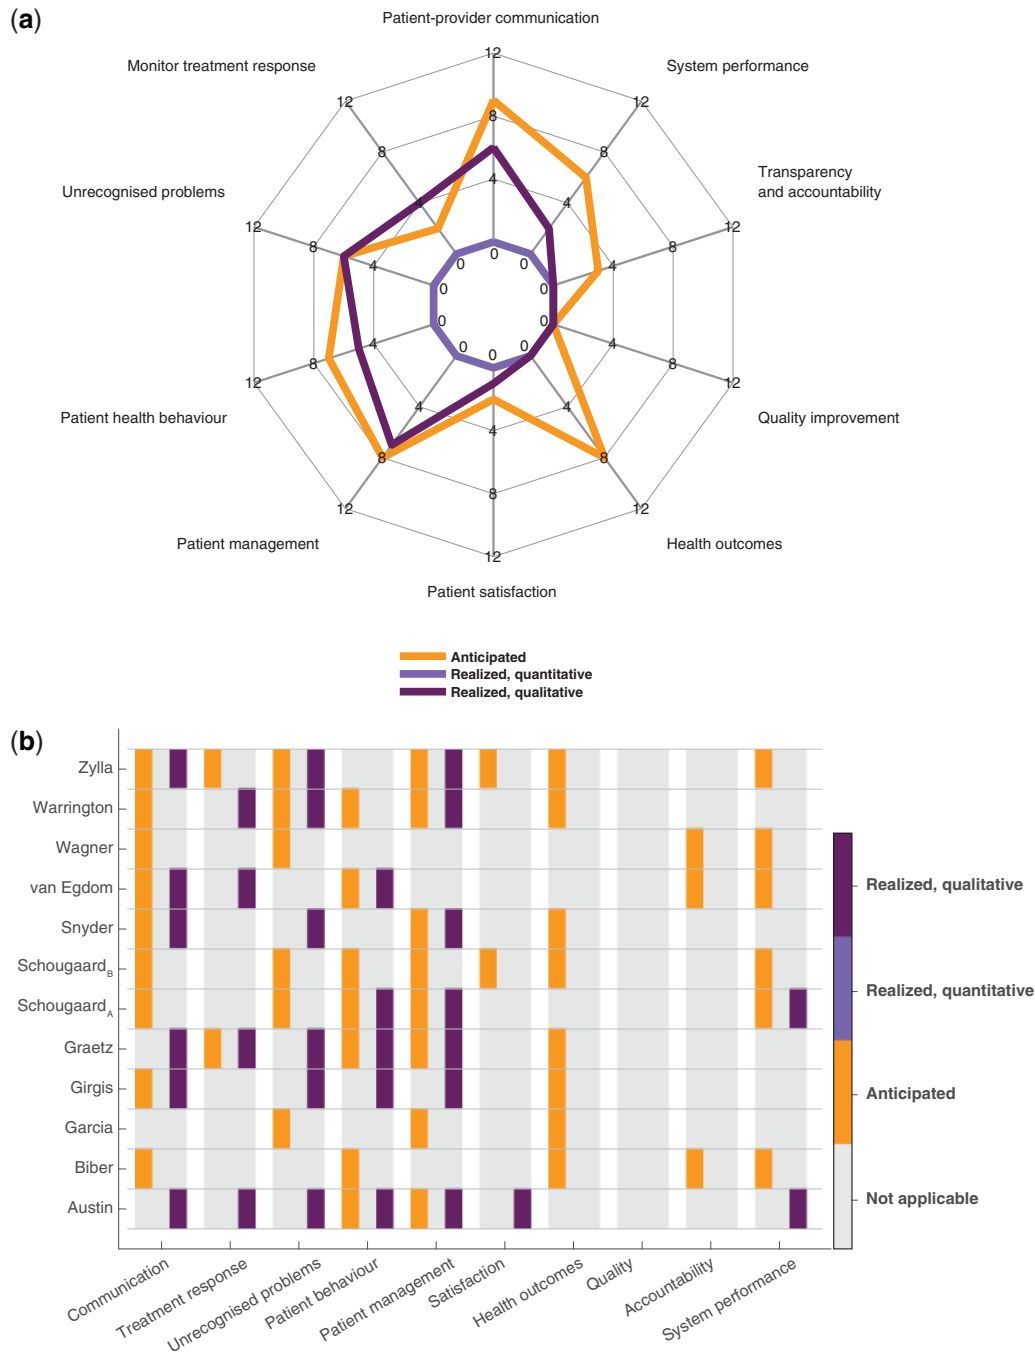 (a)
Patient-provider communication
Monitor treatment response
System performance
12
12
12
8
8
8
Unrecognised problems
Transparency
and accountability
12
12
8
8
4
4
4
4
4
0
0
0
0
0
0
0
0
0
0
4
4
4
4
4
8
8
12
12
Patient health behaviour
Quality improvement
8
8
8
12
12
12
Patient management
Health outcomes
Patient satisfaction
Anticipated
Realized, quantitative
Realized, qualitative
(b)
Zylla
Warrington
Wagner
van Egdom
Snyder
Schougaard B
Schougaard A
Graetz
Girgis
Garcia
Biber
Austin
Realized, qualitative
Realized, quantitative
Anticipated
Not applicable
Communication
Treatment response
Unrecognised problems
Patient behaviour
Patient management
Satisfaction
Health outcomes
Quality
Accountability
System performance